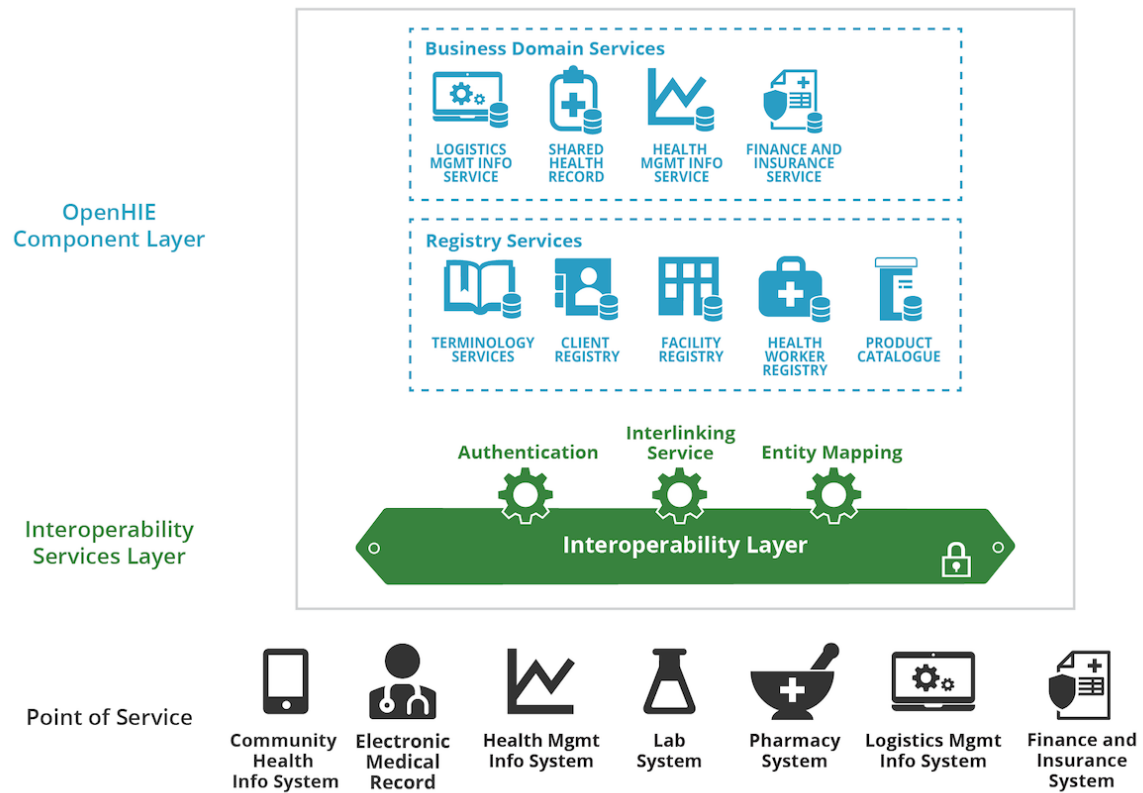 Business Domain Services
LOGISTICS
MGMT INFO
SERVICE
SHARED
HEALTH
RECORD
HEALTH
MGMT INFO
SERVICE
FINANCE AND
INSURANCE
SERVICE
OpenHIE
Component Layer
Registry Services
TERMINOLOGY
SERVICES
CLIENT
REGISTRY
FACILITY
REGISTRY
HEALTH
WORKER
REGISTRY
PRODUCT
CATALOGUE
Authentication
Interlinking
Service
Entity Mapping
Interoperability
Services Layer
Interoperability Layer
Point of Service
Community
Health
Info System
Electronic
Medical
Record
Health Mgmt
Info System
Lab
System
Pharmacy
System
Logistics Mgmt
Info System
Finance and
Insurance
System